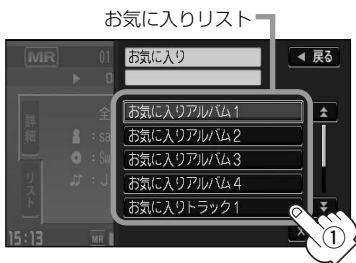 お気に入りリスト
MR 01 お気に入り ◀ 戻る
▶ 0
詳細 全 お気に入りアルバム1
: sa お気に入りアルバム2
: Sw お気に入りアルバム3
リスト : J お気に入りアルバム4
お気に入りトラック1
①
15:13 MR